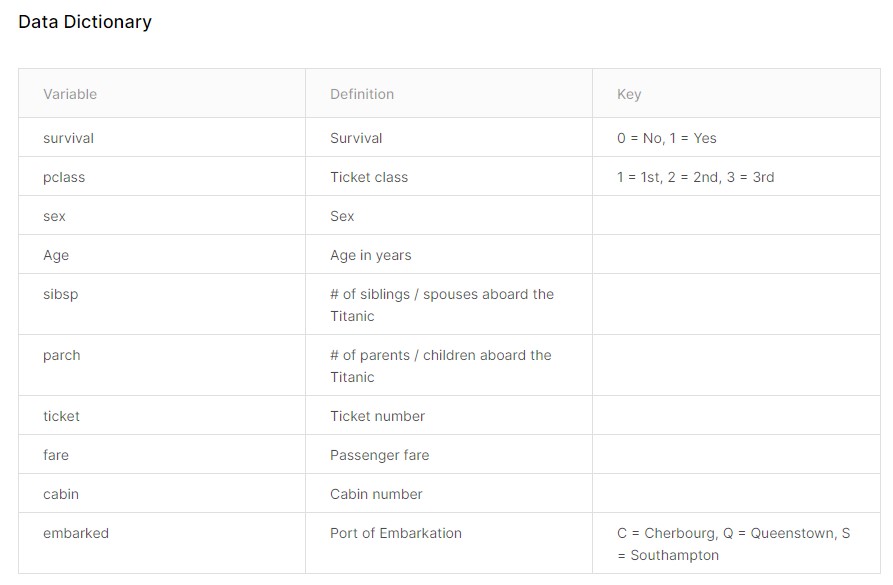 Data Dictionary
Variable Definition Key
survival Survival 0 = No, 1 = Yes
pclass Ticket class 1 = 1st, 2 = 2nd, 3 = 3rd
sex Sex
Age Age in years
sibsp # of siblings / spouses aboard the
Titanic
parch # of parents / children aboard the
Titanic
ticket Ticket number
fare Passenger fare
cabin Cabin number
embarked Port of Embarkation C = Cherbourg, Q = Queenstown, S
= Southampton